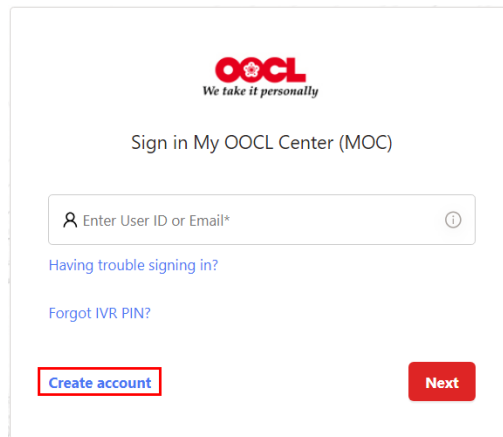 OOCL
We take it personally
Sign in My OOCL Center (MOC)
Enter User ID or Email*
Having trouble signing in?
Forgot IVR PIN?
Create account
Next